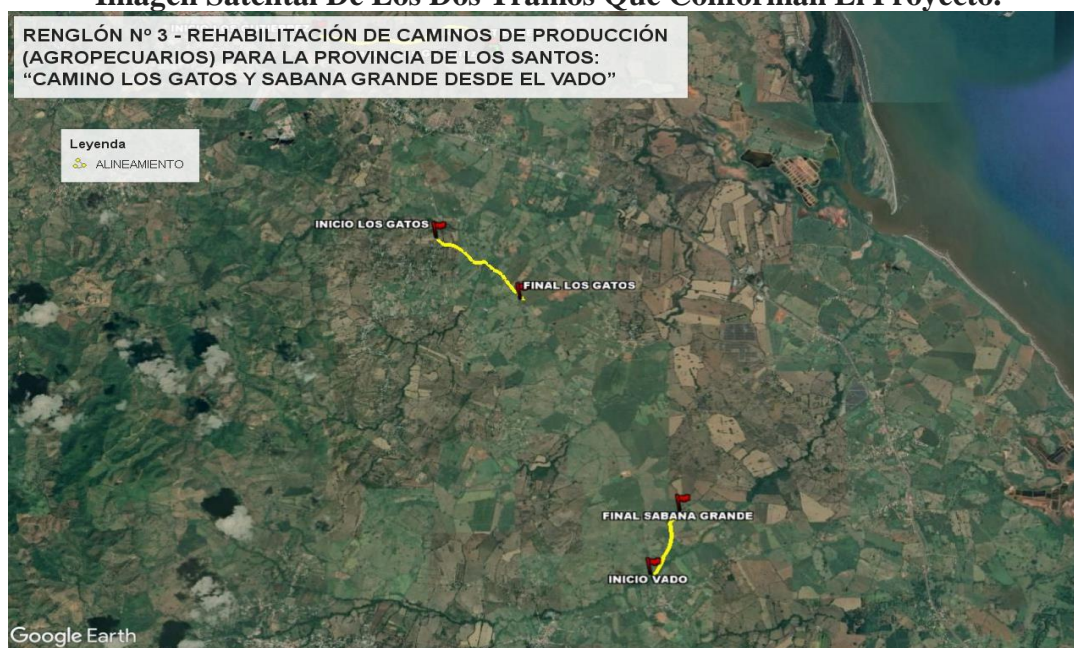 Imagen Satelital De Los Dos Tramos Que Conforman El Proyecto.
RENGLÓN Nº 3 - REHABILITACIÓN DE CAMINOS DE PRODUCCIÓN
(AGROPECUARIOS) PARA LA PROVINCIA DE LOS SANTOS:
“CAMINO LOS GATOS Y SABANA GRANDE DESDE EL VADO”
Leyenda
ALINEAMIENTO
INICIO LOS GATOS
FINAL LOS GATOS
FINAL SABANA GRANDE
INICIO VADO
Google Earth